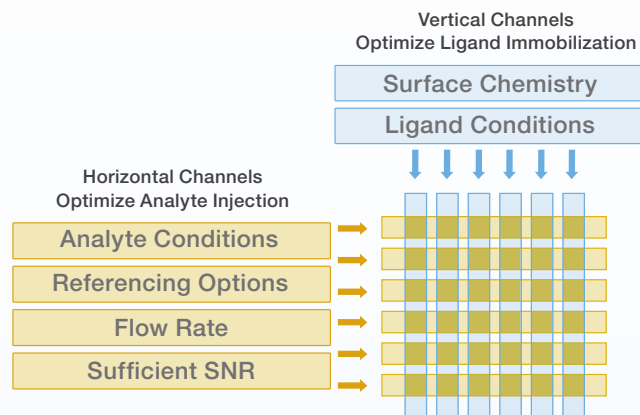 Vertical Channels
Optimize Ligand Immobilization
Surface Chemistry
Ligand Conditions
Horizontal Channels
Optimize Analyte Injection
Analyte Conditions
Referencing Options
Flow Rate
Sufficient SNR